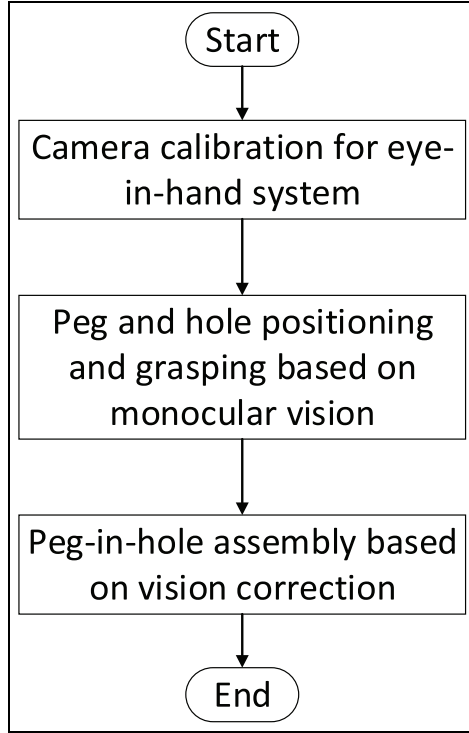 Start
Camera calibration for eye-
in-hand system
Peg and hole positioning
and grasping based on
monocular vision
Peg-in-hole assembly based
on vision correction
End